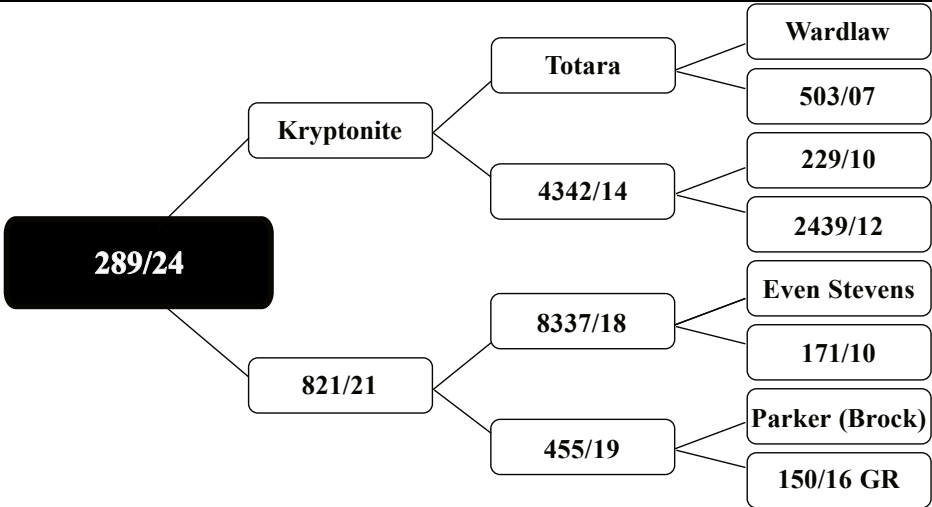 Wardlaw
Totara
503/07
Kryptonite
229/10
4342/14
2439/12
289/24
Even Stevens
8337/18
171/10
821/21
Parker (Brock)
455/19
150/16 GR